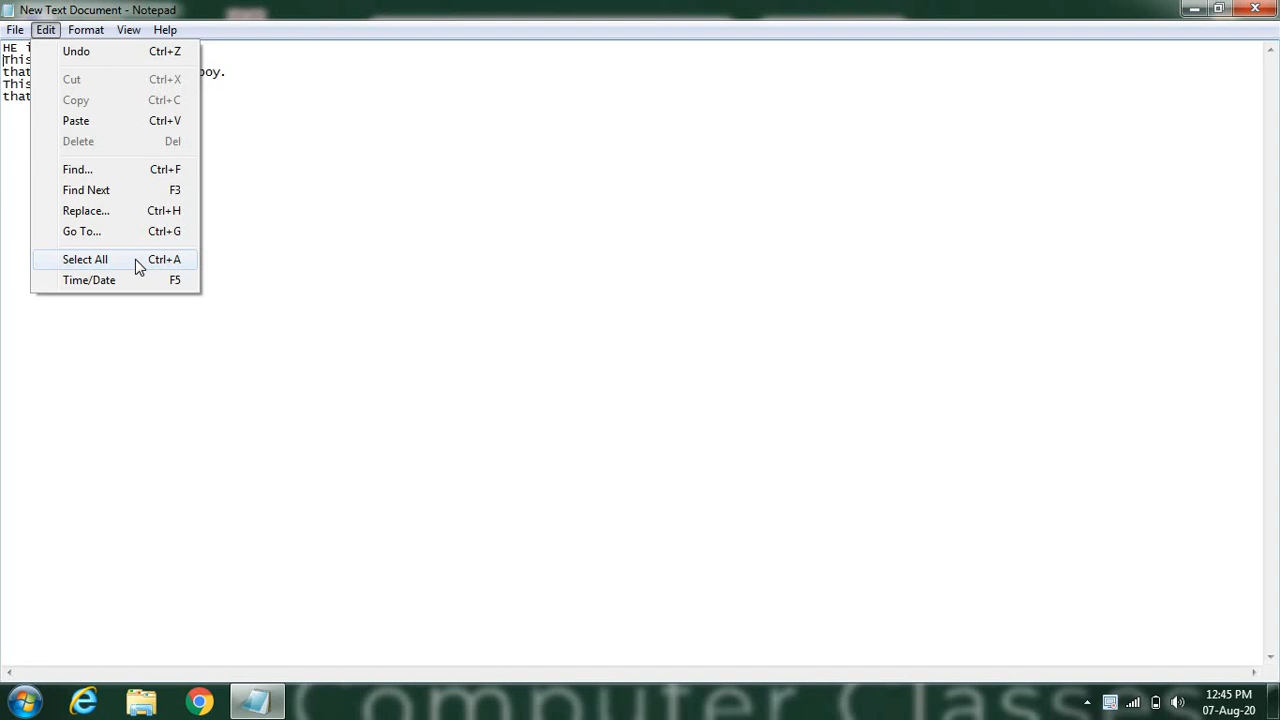 New Text Document - Notepad
File Edit Format View Help
HE
This
that boy.
This
that
Undo Ctrl+Z
Cut Ctrl+X
Copy Ctrl+C
Paste Ctrl+V
Delete Del
Find... Ctrl+F
Find Next F3
Replace... Ctrl+H
Go To... Ctrl+G
Select All Ctrl+A
Time/Date F5
Computer Class
12:45 PM
07-Aug-20